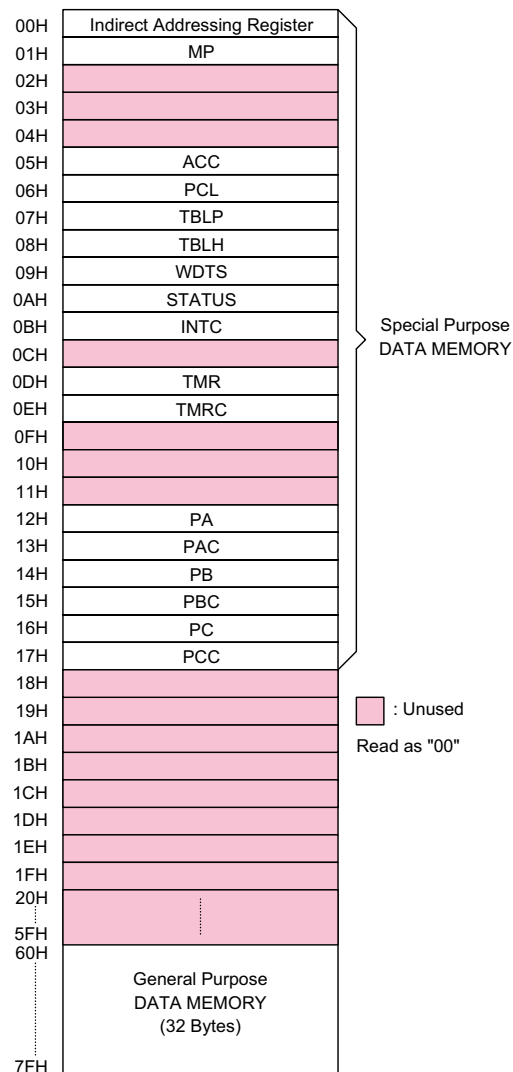 00H Indirect Addressing Register
01H MP
02H
03H
04H
05H ACC
06H PCL
07H TBLP
08H TBLH
09H WDTS
0AH STATUS
0BH INTC
Special Purpose
DATA MEMORY
0CH
0DH TMR
0EH TMRC
0FH
10H
11H
12H PA
13H PAC
14H PB
15H PBC
16H PC
17H PCC
18H
19H
: Unused
Read as "00"
1AH
1BH
1CH
1DH
1EH
1FH
20H
5FH
60H
General Purpose
DATA MEMORY
(32 Bytes)
7FH